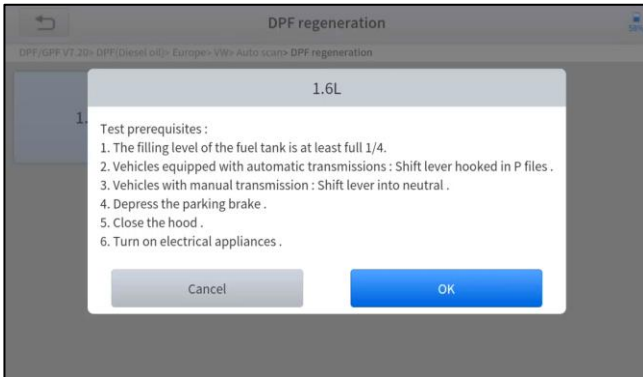 DPF regeneration
DPF/GPF V7.20> DPF(Diesel oil)> Europe> VW> Auto scan> DPF regeneration
1.6L
1.
Test prerequisites :
1. The filling level of the fuel tank is at least full 1/4.
2. Vehicles equipped with automatic transmissions : Shift lever hooked in P files .
3. Vehicles with manual transmission : Shift lever into neutral .
4. Depress the parking brake .
5. Close the hood .
6. Turn on electrical appliances .
Cancel
OK